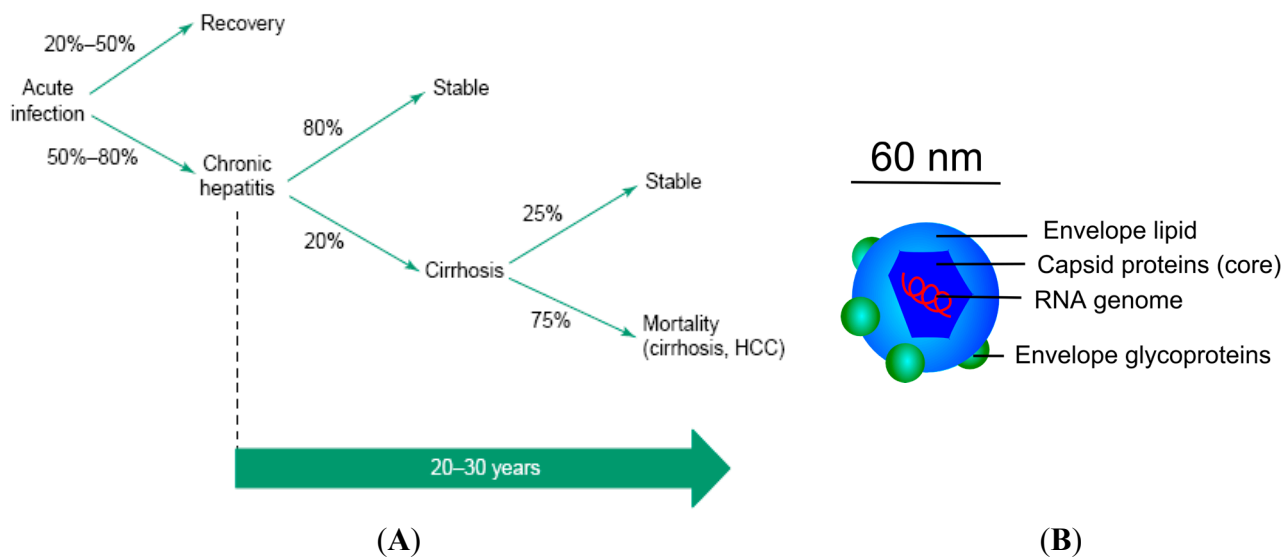 Recovery
20%–50%
Acute
infection
50%–80%
Chronic
hepatitis
80%
Stable
20%
Cirrhosis
25%
Stable
75%
Mortality
(cirrhosis, HCC)
20–30 years
(A)
60 nm
Envelope lipid
Capsid proteins (core)
RNA genome
Envelope glycoproteins
(B)